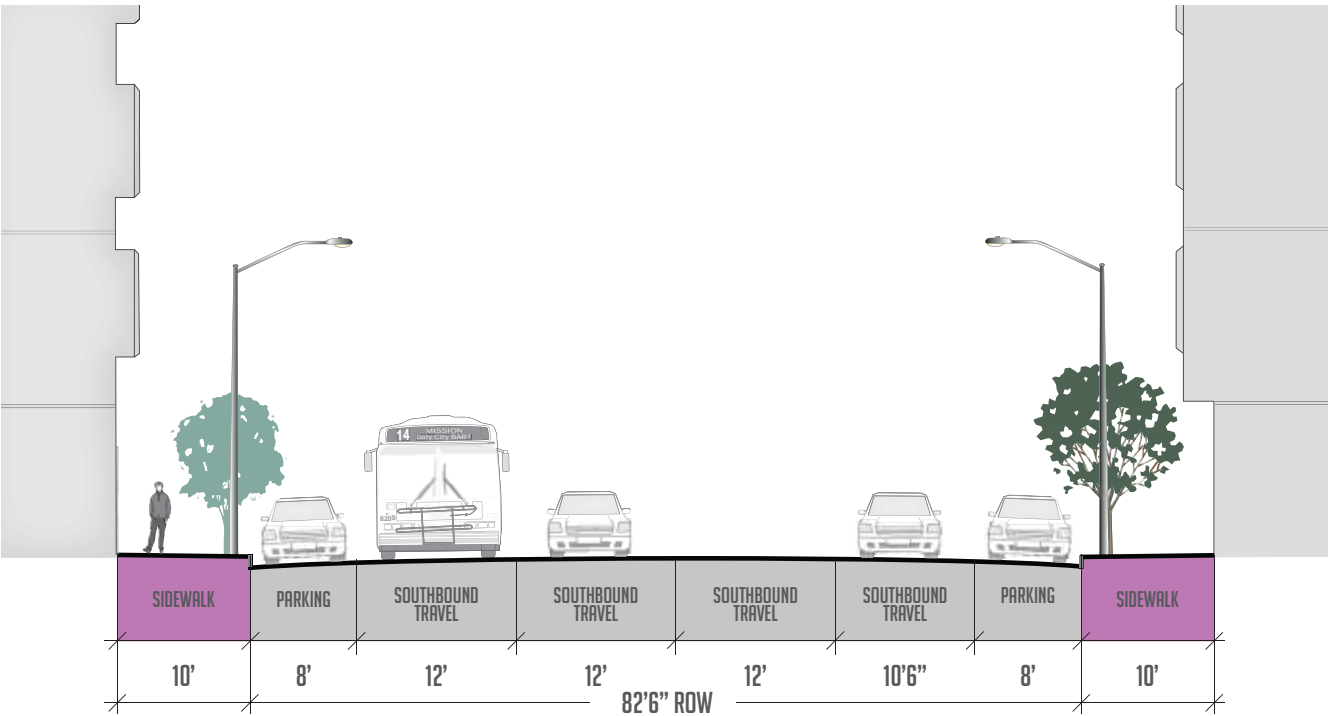 14 MISSION
Daly City BART
8209
SIDEWALK
PARKING
SOUTHBOUND
TRAVEL
SOUTHBOUND
TRAVEL
SOUTHBOUND
TRAVEL
SOUTHBOUND
TRAVEL
PARKING
SIDEWALK
10’
8’
12’
12’
12’
10’6”
8’
10’
82’6” ROW